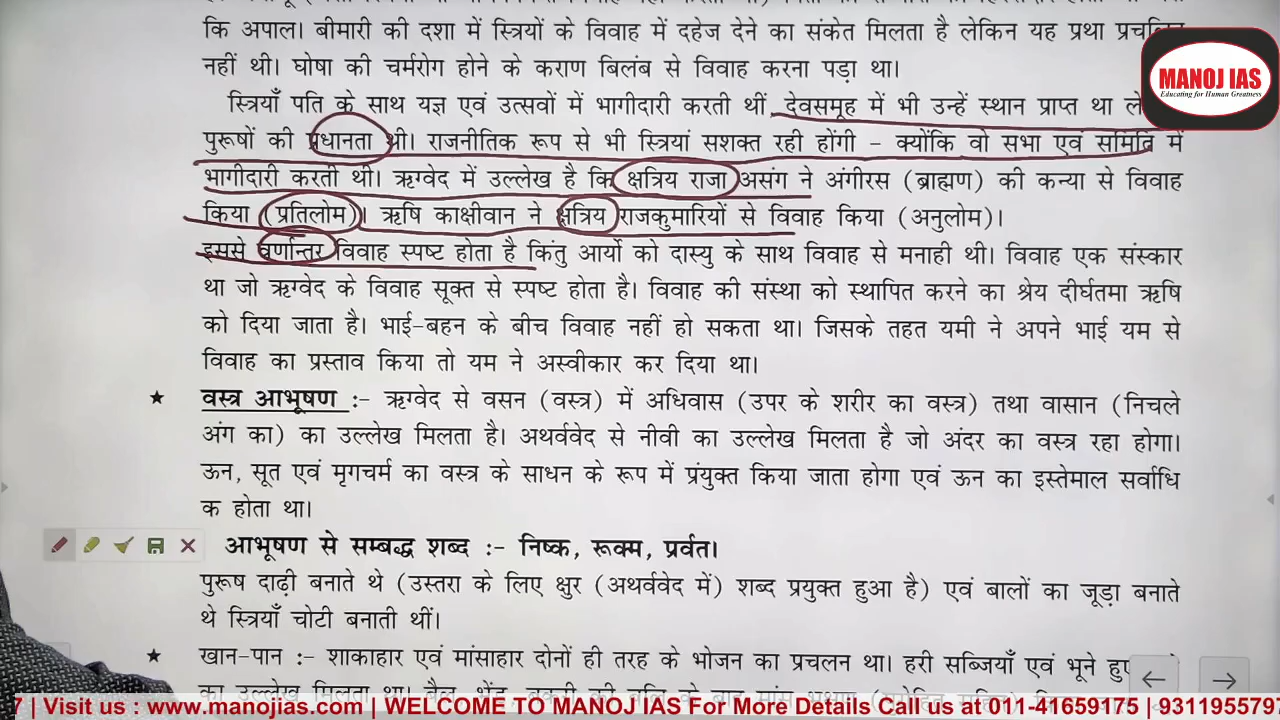 कि अपाल। बीमारी की दशा में स्त्रियों के विवाह में दहेज देने का संकेत मिलता है लेकिन यह प्रथा
नहीं थी। घोषा की चर्मरोग होने के कराण बिलंब से विवाह करना पड़ा था।
स्त्रियाँ पति के साथ यज्ञ एवं उत्सवों में भागीदारी करती थीं देवसमूह में भी उन्हें स्थान प्राप्त था
पुरूषों की प्रधानता थी। राजनीतिक रूप से भी स्त्रियां सशक्त रही होंगी - क्योंकि वो सभा एवं समिति में
भागीदारी करती थी। ऋग्वेद में उल्लेख है कि क्षत्रिय राजा असंग ने अंगीरस (ब्राह्मण) की कन्या से विवाह
किया (प्रतिलोम)। ऋषि काक्षीवान ने क्षत्रिय राजकुमारियों से विवाह किया (अनुलोम)।
इससे वर्णान्तर विवाह स्पष्ट होता है किंतु आर्यो को दास्यु के साथ विवाह से मनाही थी। विवाह एक संस्कार
था जो ऋग्वेद के विवाह सूक्त से स्पष्ट होता है। विवाह की संस्था को स्थापित करने का श्रेय दीर्घतमा ऋषि
को दिया जाता है। भाई-बहन के बीच विवाह नहीं हो सकता था। जिसके तहत यमी ने अपने भाई यम से
विवाह का प्रस्ताव किया तो यम ने अस्वीकार कर दिया था।
★ वस्त्र आभूषण :- ऋग्वेद से वसन (वस्त्र) में अधिवास (उपर के शरीर का वस्त्र) तथा वासान (निचले
अंग का) का उल्लेख मिलता है। अथर्ववेद से नीवी का उल्लेख मिलता है जो अंदर का वस्त्र रहा होगा।
ऊन, सूत एवं मृगचर्म का वस्त्र के साधन के रूप में प्रंयुक्त किया जाता होगा एवं ऊन का इस्तेमाल सर्वाधि
क होता था।
आभूषण से सम्बद्ध शब्द :- निष्क, रूक्म, प्रर्वत।
पुरूष दाढ़ी बनाते थे (उस्तरा के लिए क्षुर (अथर्ववेद में) शब्द प्रयुक्त हुआ है) एवं बालों का जूड़ा बनाते
थे स्त्रियाँ चोटी बनाती थीं।
★ खान-पान :- शाकाहार एवं मांसाहार दोनों ही तरह के भोजन का प्रचलन था। हरी सब्जियाँ एवं भूने
का उल्लेख मिलता था।
MANOJ IAS
Educating for Human Greatness
7 | Visit us : www.manojias.com | WELCOME TO MANOJ IAS For More Details Call us at 011-41659175 | 931195579